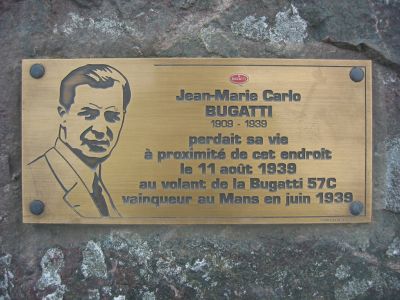 BUGATTI
Jean-Marie Carlo
BUGATTI
1909 - 1939
perdait sa vie
à proximité de cet endroit
le 11 août 1939
au volant de la Bugatti 57C
vainqueur au Mans en juin 1939